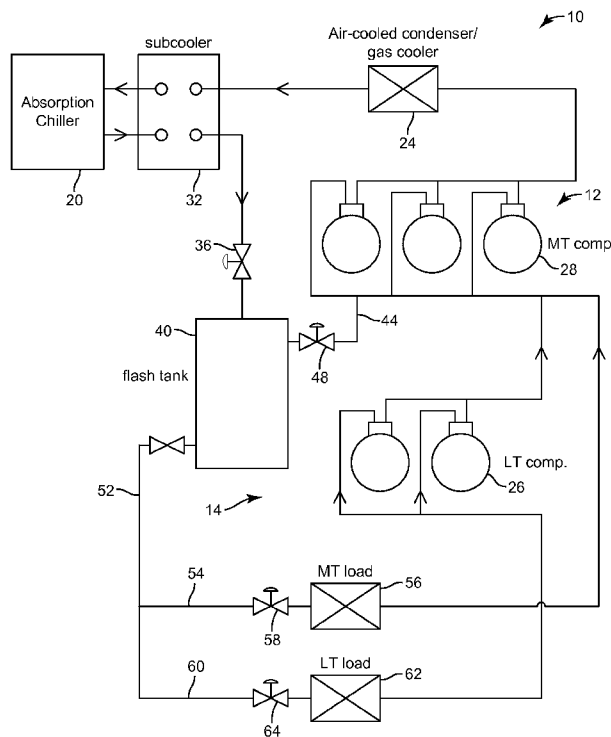 Air-cooled condenser/
gas cooler
10
subcooler
Absorption
Chiller
24
20
32
12
MT comp
28
36
40
44
48
flash tank
LT comp.
26
52
14
54
MT load
56
58
60
LT load
62
64